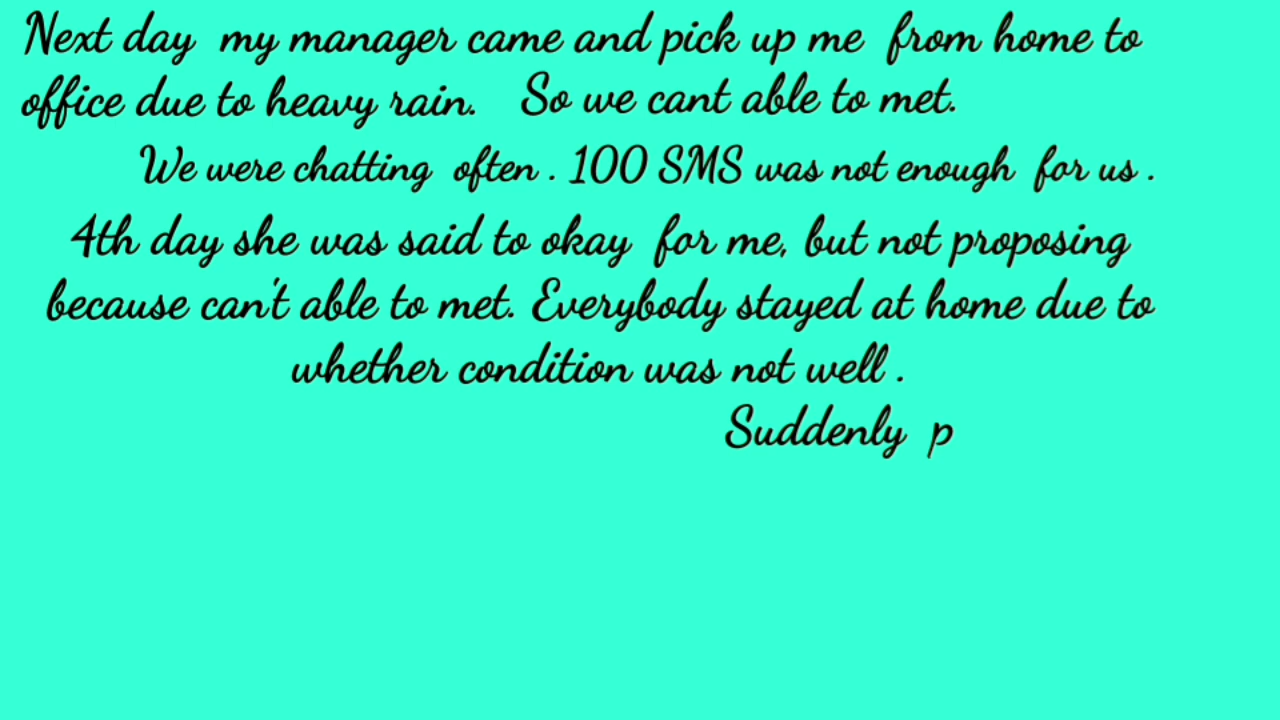 Next day my manager came and pick up me from home to
office due to heavy rain. So we cant able to met.
We were chatting often . 100 SMS was not enough for us .
4th day she was said to okay for me, but not proposing
because can't able to met. Everybody stayed at home due to
whether condition was not well .
Suddenly p